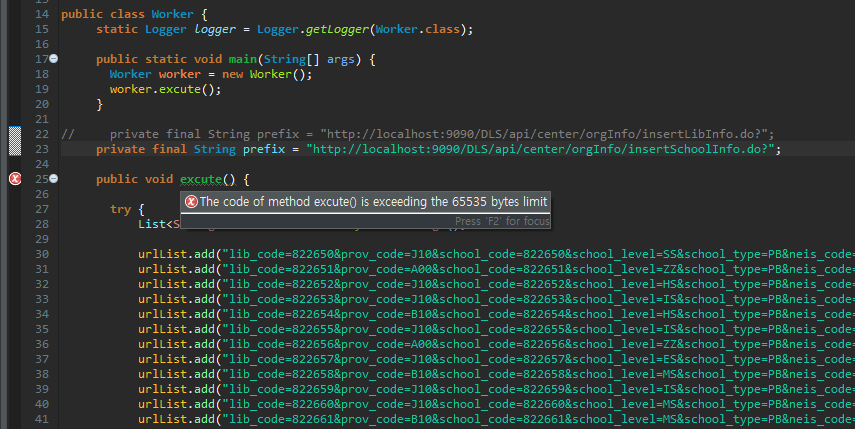 14 public class Worker {
15 static Logger logger = Logger.getLogger(Worker.class);
16
17 public static void main(String[] args) {
18 Worker worker = new Worker();
19 worker.excute();
20 }
21
22 // private final String prefix = "http://localhost:9090/DLS/api/center/orgInfo/insertLibInfo.do?";
23 private final String prefix = "http://localhost:9090/DLS/api/center/orgInfo/insertSchoolInfo.do?";
24
25 public void excute() {
26 The code of method excute() is exceeding the 65535 bytes limit
27 try {
Press 'F2' for focus
28 List<S
29
30 urlList.add("lib_code=822650&prov_code=J10&school_code=822650&school_level=SS&school_type=PB&neis_code=
31 urlList.add("lib_code=822651&prov_code=A00&school_code=822651&school_level=ZZ&school_type=PB&neis_code=
32 urlList.add("lib_code=822652&prov_code=J10&school_code=822652&school_level=HS&school_type=PB&neis_code=
33 urlList.add("lib_code=822653&prov_code=J10&school_code=822653&school_level=IS&school_type=PB&neis_code=
34 urlList.add("lib_code=822654&prov_code=B10&school_code=822654&school_level=HS&school_type=PB&neis_code=
35 urlList.add("lib_code=822655&prov_code=J10&school_code=822655&school_level=IS&school_type=PB&neis_code=
36 urlList.add("lib_code=822656&prov_code=A00&school_code=822656&school_level=ZZ&school_type=PB&neis_code=
37 urlList.add("lib_code=822657&prov_code=J10&school_code=822657&school_level=ES&school_type=PB&neis_code=
38 urlList.add("lib_code=822658&prov_code=B10&school_code=822658&school_level=MS&school_type=PB&neis_code=
39 urlList.add("lib_code=822659&prov_code=J10&school_code=822659&school_level=IS&school_type=PB&neis_code=
40 urlList.add("lib_code=822660&prov_code=J10&school_code=822660&school_level=MS&school_type=PB&neis_code=
41 urlList.add("lib_code=822661&prov_code=B10&school_code=822661&school_level=MS&school_type=PB&neis_code=